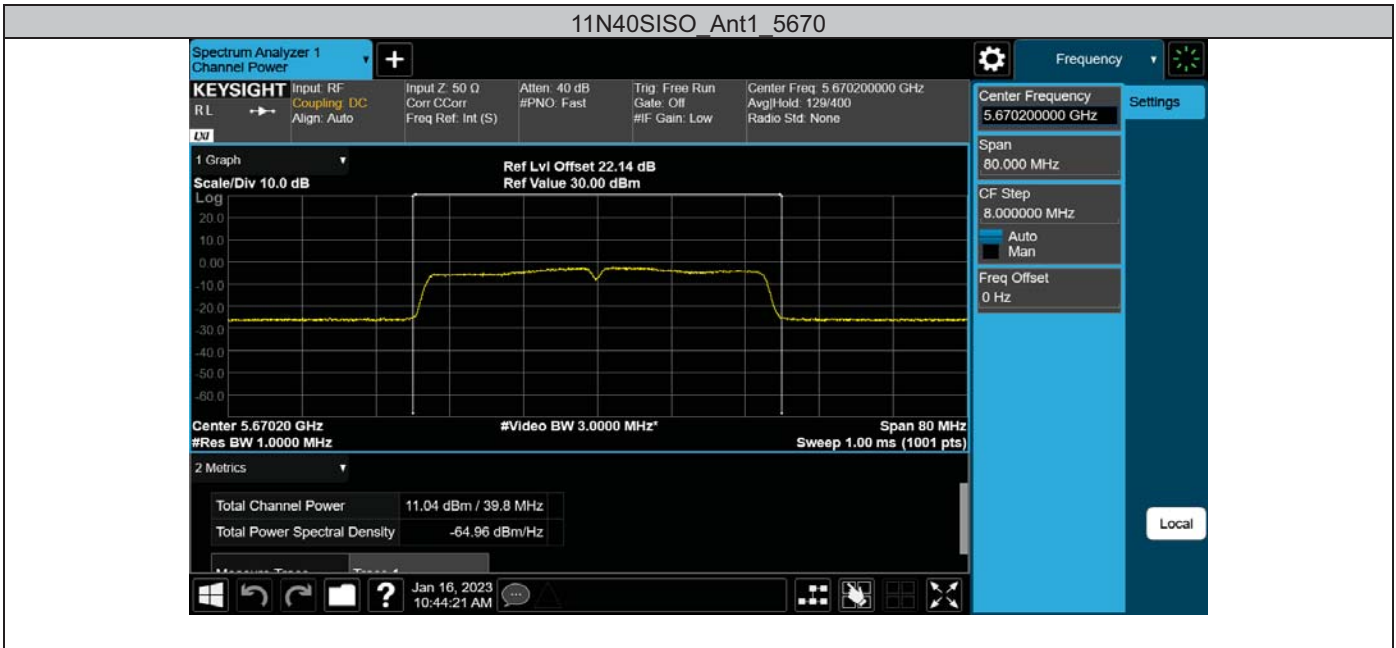 11N40SISO_Ant1_5670
Spectrum Analyzer 1
Channel Power
+
Frequency
KEYSIGHT
R L
LXI
Input: RF
Coupling: DC
Align: Auto
Input Z: 50 Ω
Corr CCorr
Freq Ref: Int (S)
Atten: 40 dB
#PNO: Fast
Trig: Free Run
Gate: Off
#IF Gain: Low
Center Freq: 5.670200000 GHz
Avg|Hold: 129/400
Radio Std: None
Center Frequency
5.670200000 GHz
Settings
Span
80.000 MHz
CF Step
8.000000 MHz
Auto
Man
Freq Offset
0 Hz
Local
1 Graph
Scale/Div 10.0 dB
Ref Lvl Offset 22.14 dB
Ref Value 30.00 dBm
Log
20.0
10.0
0.00
-10.0
-20.0
-30.0
-40.0
-50.0
-60.0
Center 5.67020 GHz
#Video BW 3.0000 MHz*
Span 80 MHz
#Res BW 1.0000 MHz
Sweep 1.00 ms (1001 pts)
2 Metrics
Total Channel Power 11.04 dBm / 39.8 MHz
Total Power Spectral Density -64.96 dBm/Hz
?
Jan 16, 2023
10:44:21 AM